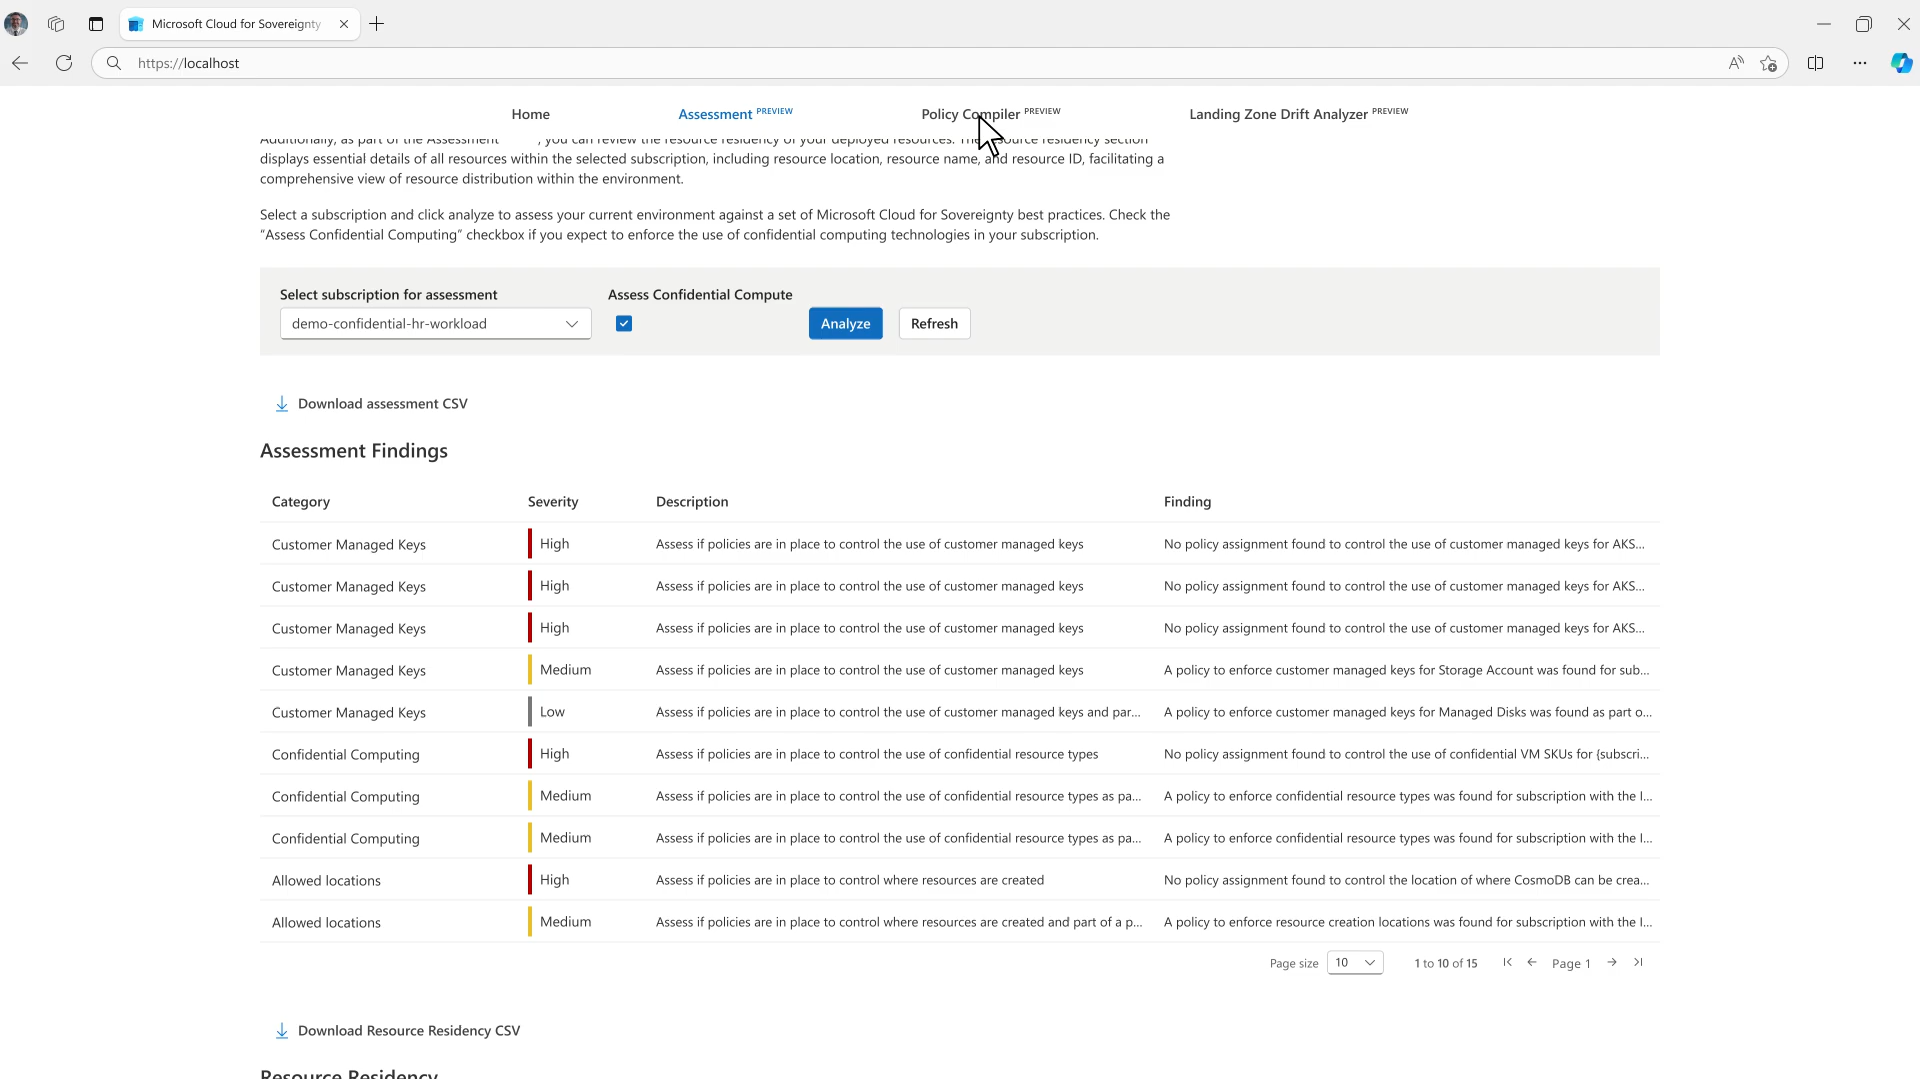 Microsoft Cloud for Sovereignty
https://localhost
Home
Assessment PREVIEW
Policy Compiler PREVIEW
Landing Zone Drift Analyzer PREVIEW
Additionally, as part of the Assessment , you can review the resource residency of your deployed resources. The resource residency section
displays essential details of all resources within the selected subscription, including resource location, resource name, and resource ID, facilitating a
comprehensive view of resource distribution within the environment.
Select a subscription and click analyze to assess your current environment against a set of Microsoft Cloud for Sovereignty best practices. Check the
"Assess Confidential Computing" checkbox if you expect to enforce the use of confidential computing technologies in your subscription.
Select subscription for assessment
Assess Confidential Compute
demo-confidential-hr-workload
Analyze
Refresh
Download assessment CSV
Assessment Findings
Category Severity Description Finding
Customer Managed Keys High Assess if policies are in place to control the use of customer managed keys No policy assignment found to control the use of customer managed keys for AKS...
Customer Managed Keys High Assess if policies are in place to control the use of customer managed keys No policy assignment found to control the use of customer managed keys for AKS...
Customer Managed Keys High Assess if policies are in place to control the use of customer managed keys No policy assignment found to control the use of customer managed keys for AKS...
Customer Managed Keys Medium Assess if policies are in place to control the use of customer managed keys A policy to enforce customer managed keys for Storage Account was found for sub...
Customer Managed Keys Low Assess if policies are in place to control the use of customer managed keys and par... A policy to enforce customer managed keys for Managed Disks was found as part o...
Confidential Computing High Assess if policies are in place to control the use of confidential resource types No policy assignment found to control the use of confidential VM SKUs for {subscri...
Confidential Computing Medium Assess if policies are in place to control the use of confidential resource types as pa... A policy to enforce confidential resource types was found for subscription with the I...
Confidential Computing Medium Assess if policies are in place to control the use of confidential resource types as pa... A policy to enforce confidential resource types was found for subscription with the I...
Allowed locations High Assess if policies are in place to control where resources are created No policy assignment found to control the location of where CosmoDB can be crea...
Allowed locations Medium Assess if policies are in place to control where resources are created and part of a p... A policy to enforce resource creation locations was found for subscription with the I...
Page size 10 1 to 10 of 15 Page 1
Download Resource Residency CSV
Resource Residency